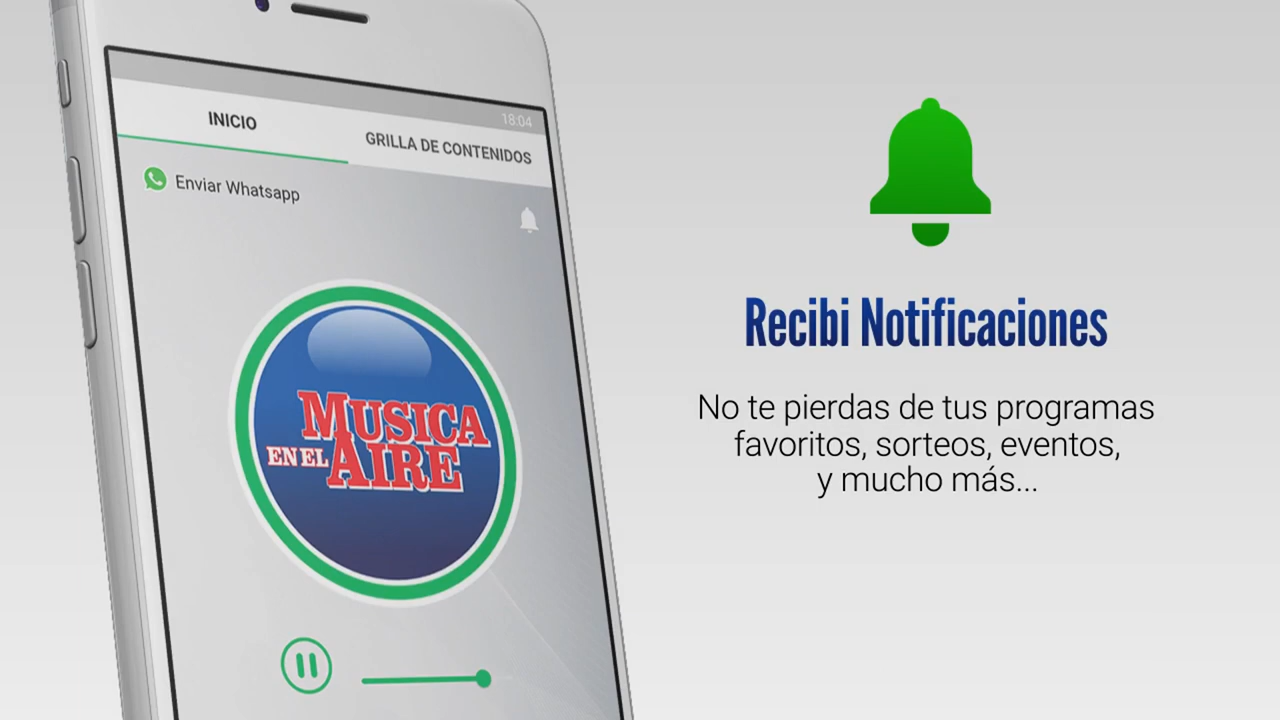 18:04
INICIO
GRILLA DE CONTENIDOS
Enviar Whatsapp
MUSICA
EN EL AIRE
Recibi Notificaciones
No te pierdas de tus programas
favoritos, sorteos, eventos,
y mucho más...